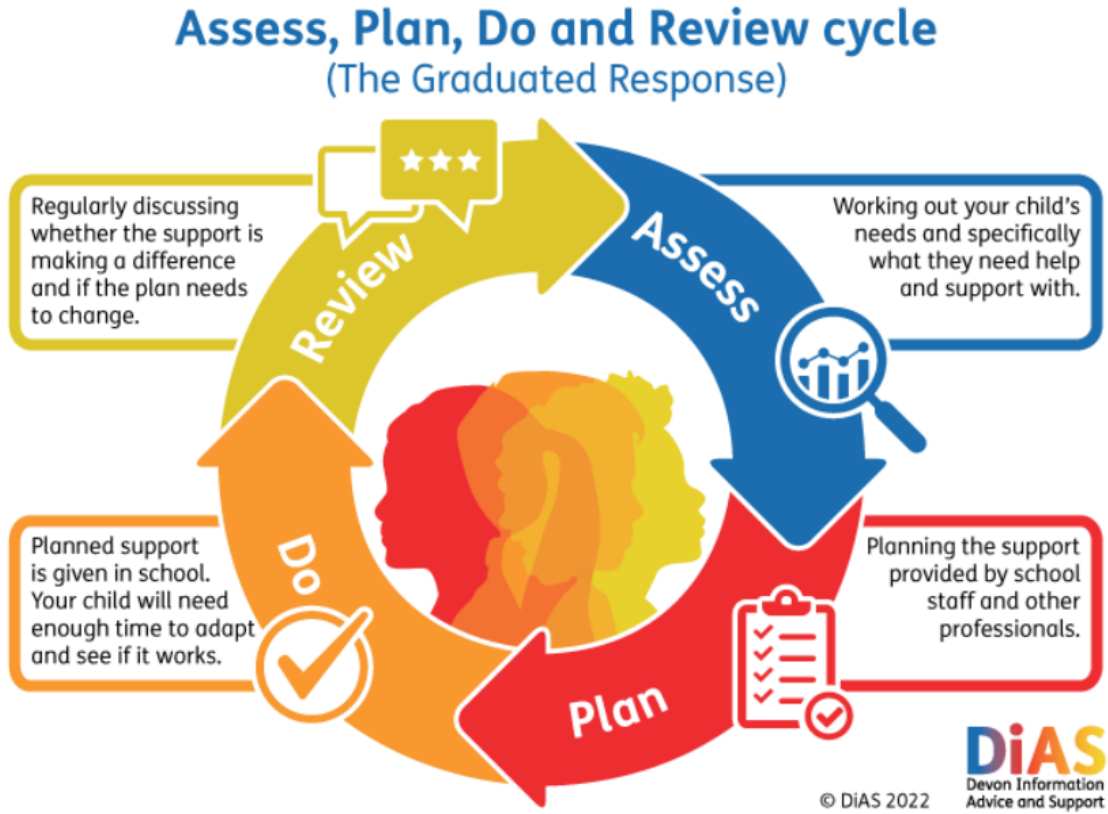 Assess, Plan, Do and Review cycle
(The Graduated Response)
Regularly discussing
whether the support is
making a difference
and if the plan needs
to change.
Review
Assess
Working out your child's
needs and specifically
what they need help
and support with.
Planned support
is given in school.
Your child will need
enough time to adapt
and see if it works.
Do
Plan
Planning the support
provided by school
staff and other
professionals.
© DiAS 2022
DiAS
Devon Information
Advice and Support